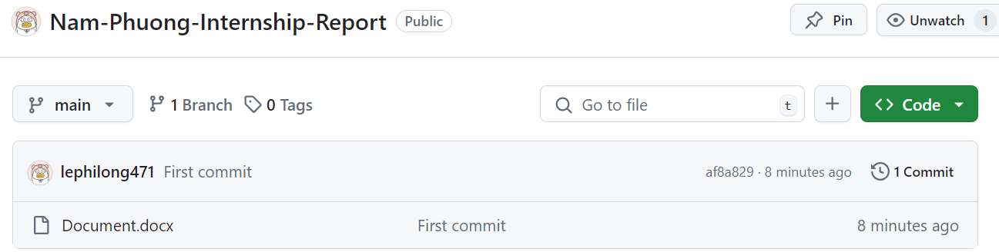 Nam-Phuong-Internship-Report Public Pin Unwatch 1
main 1 Branch 0 Tags Go to file t Code
lephilong471 First commit af8a829 · 8 minutes ago 1 Commit
Document.docx First commit 8 minutes ago